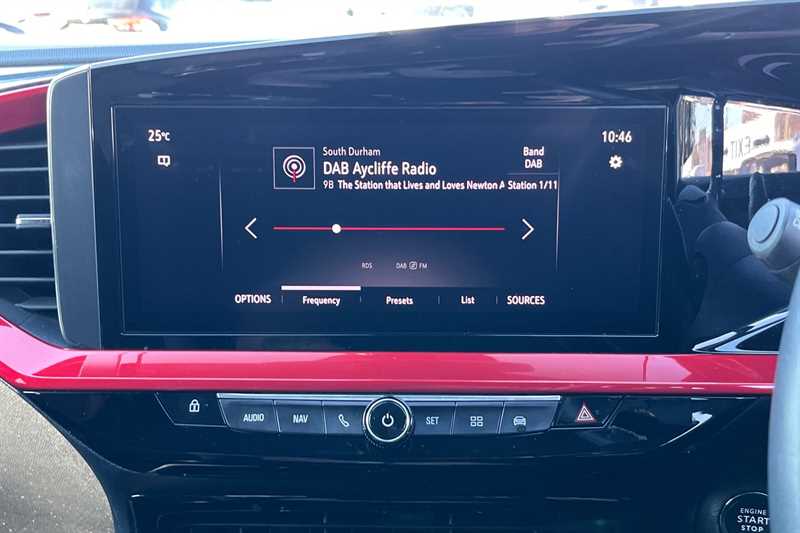 25°C
10:46
South Durham
DAB Aycliffe Radio
9B The Station that Lives and Loves Newton A
Band
DAB
Station 1/11
RDS
DAB FM
OPTIONS
Frequency
Presets
List
SOURCES
AUDIO
NAV
SET
ENGINE
START
STOP
EXIT